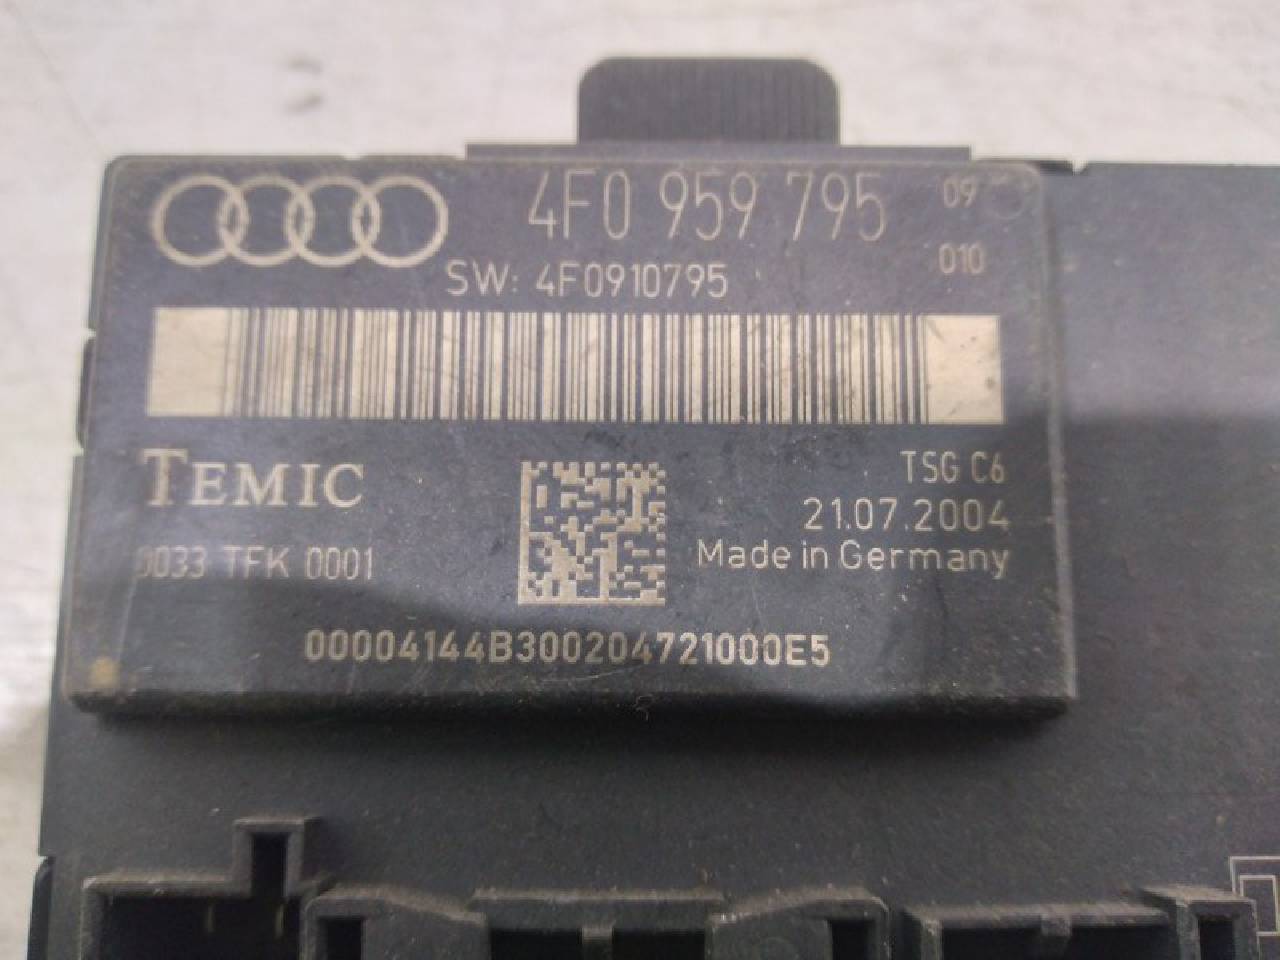 4F0 959 795 09
SW: 4F0910795 010
TEMIC
TSG C6
21.07.2004
0033 TFK 0001
Made in Germany
00004144B300204721000E5